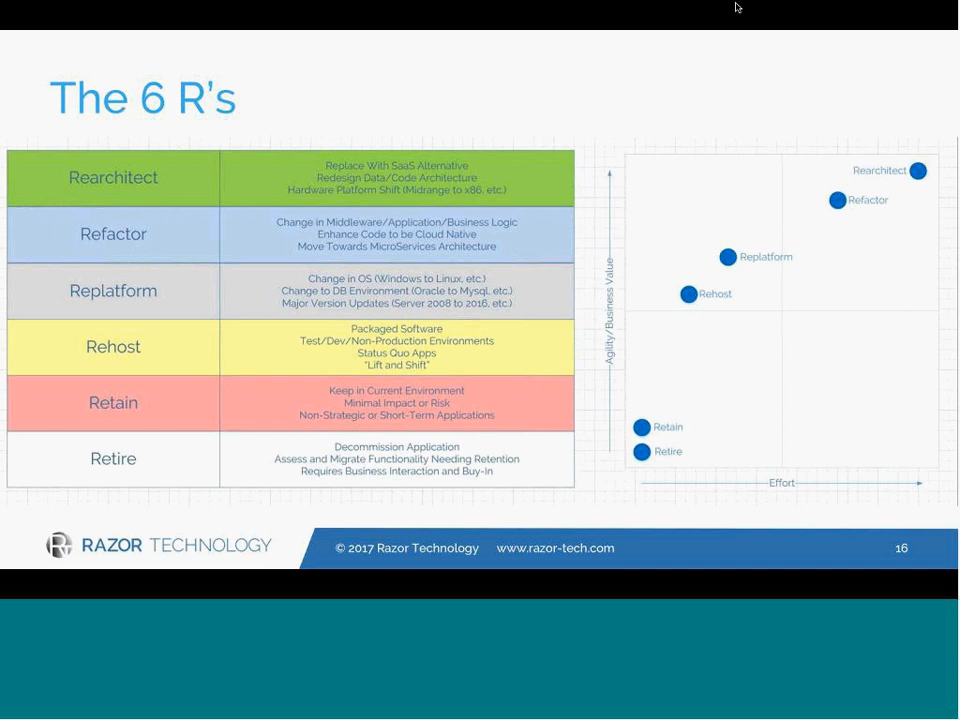 The 6 R's
Rearchitect
Replace With SaaS Alternative
Redesign Data/Code Architecture
Hardware Platform Shift (Midrange to x86, etc.)
Refactor
Change in Middleware/Application/Business Logic
Enhance Code to be Cloud Native
Move Towards MicroServices Architecture
Replatform
Change in OS (Windows to Linux, etc.)
Change to DB Environment (Oracle to Mysql, etc.)
Major Version Updates (Server 2008 to 2016, etc.)
Rehost
Packaged Software
Test/Dev/Non-Production Environments
Status Quo Apps
"Lift and Shift"
Retain
Keep in Current Environment
Minimal Impact or Risk
Non-Strategic or Short-Term Applications
Retire
Decommission Application
Assess and Migrate Functionality Needing Retention
Requires Business Interaction and Buy-In
Agility/Business Value
Rearchitect
Refactor
Replatform
Rehost
Retain
Retire
Effort
RAZOR TECHNOLOGY
© 2017 Razor Technology www.razor-tech.com
16